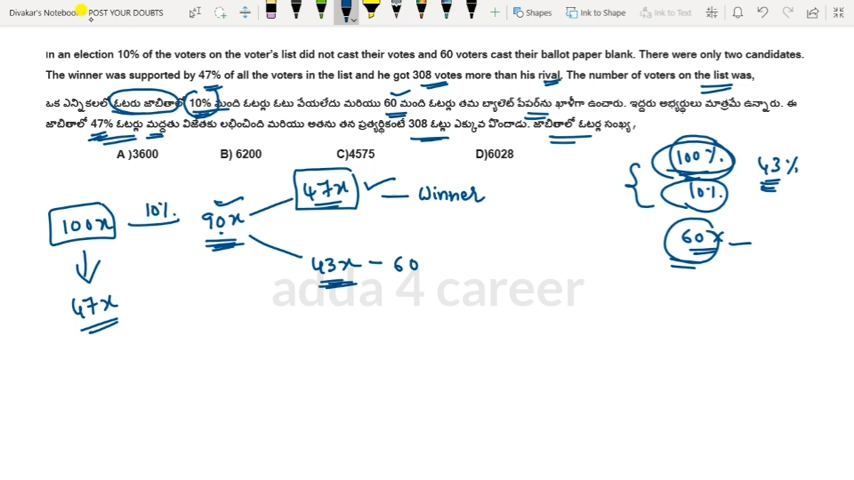 Divakar's Notebook POST YOUR DOUBTS
Shapes Ink to Shape Ink to Text
In an election 10% of the voters on the voter's list did not cast their votes and 60 voters cast their ballot paper blank. There were only two candidates.
The winner was supported by 47% of all the voters in the list and he got 308 votes more than his rival. The number of voters on the list was,
ఒక ఎన్నికలలో ఓటరు జాబితాలో 10% మంది ఓటర్లు ఓటు వేయలేదు మరియు 60 మంది ఓటర్లు తమ బ్యాలెట్ పేపర్‌ను ఖాళీగా ఉంచారు. ఇద్దరు అభ్యర్థులు మాత్రమే ఉన్నారు. ఈ
జాబితాలో 47% ఓటర్లు మద్దతు విజేతకు లభించింది మరియు అతను తన ప్రత్యర్థికంటే 308 ఓట్లు ఎక్కువ పొందాడు. జాబితాలో ఓటర్ల సంఖ్య,
A )3600 B) 6200 C)4575 D)6028
100% 43%
10%
47x — Winner
100x 10% 90x
60x —
43x - 60
47x
adda 4 career